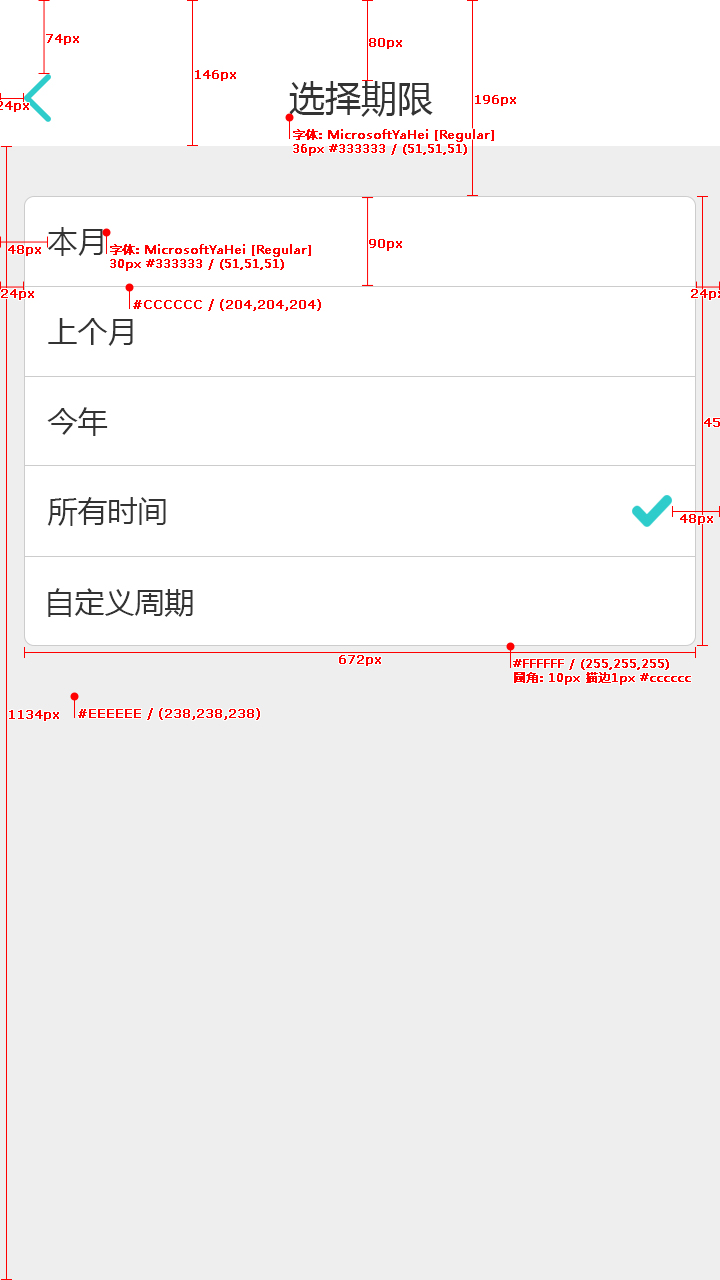 74px
80px
146px
24px
196px
选择期限
字体: MicrosoftYaHei [Regular]
36px #333333 / (51,51,51)
本月
48px
字体: MicrosoftYaHei [Regular]
30px #333333 / (51,51,51)
90px
24px
24px
#CCCCCC / (204,204,204)
上个月
今年
45
所有时间
48px
自定义周期
672px
#FFFFFF / (255,255,255)
圆角: 10px 描边1px #cccccc
1134px
#EEEEEE / (238,238,238)